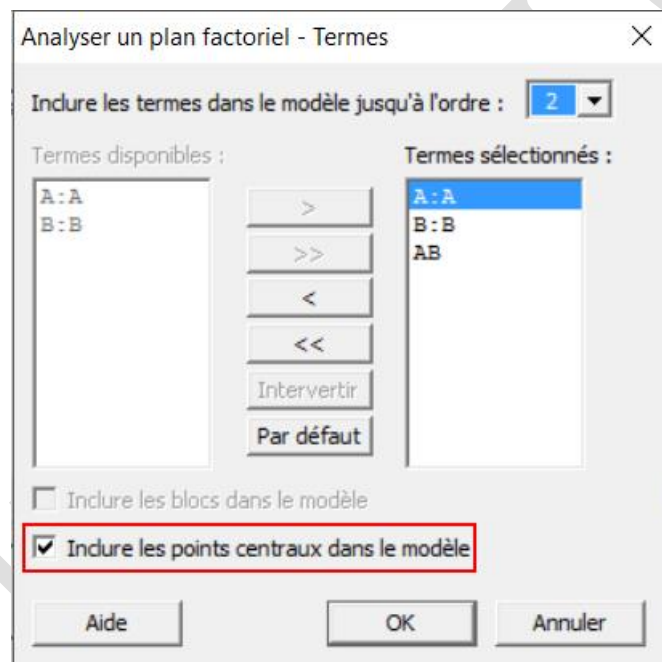 Analyser un plan factoriel - Termes
Inclure les termes dans le modèle jusqu'à l'ordre : 2
Termes disponibles :
A:A
B:B
>
>>
<
<<
Intervertir
Par défaut
Termes sélectionnés :
A:A
B:B
AB
Inclure les blocs dans le modèle
Inclure les points centraux dans le modèle
Aide
OK
Annuler